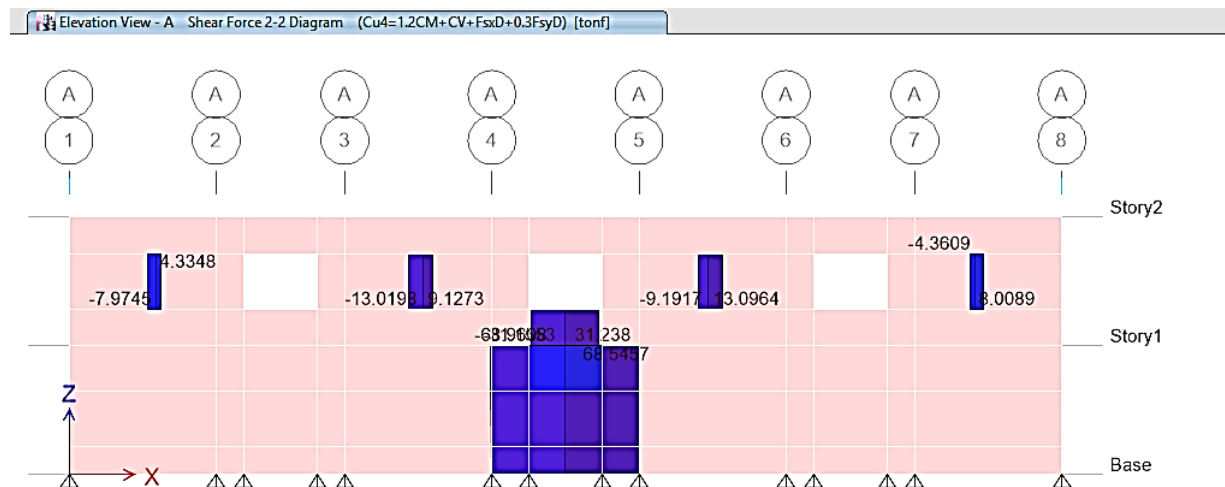 Elevation View - A Shear Force 2-2 Diagram (Cu4=1.2CM+CV+FsxD+0.3FsyD) [tonf]
A A A A A A A A
1 2 3 4 5 6 7 8
Story2
-4.3609
4.3348
-7.9745 -13.0193 9.1273 -9.1917 13.0964 8.0089
31.238
Story1
68.5457
Z
X
Base